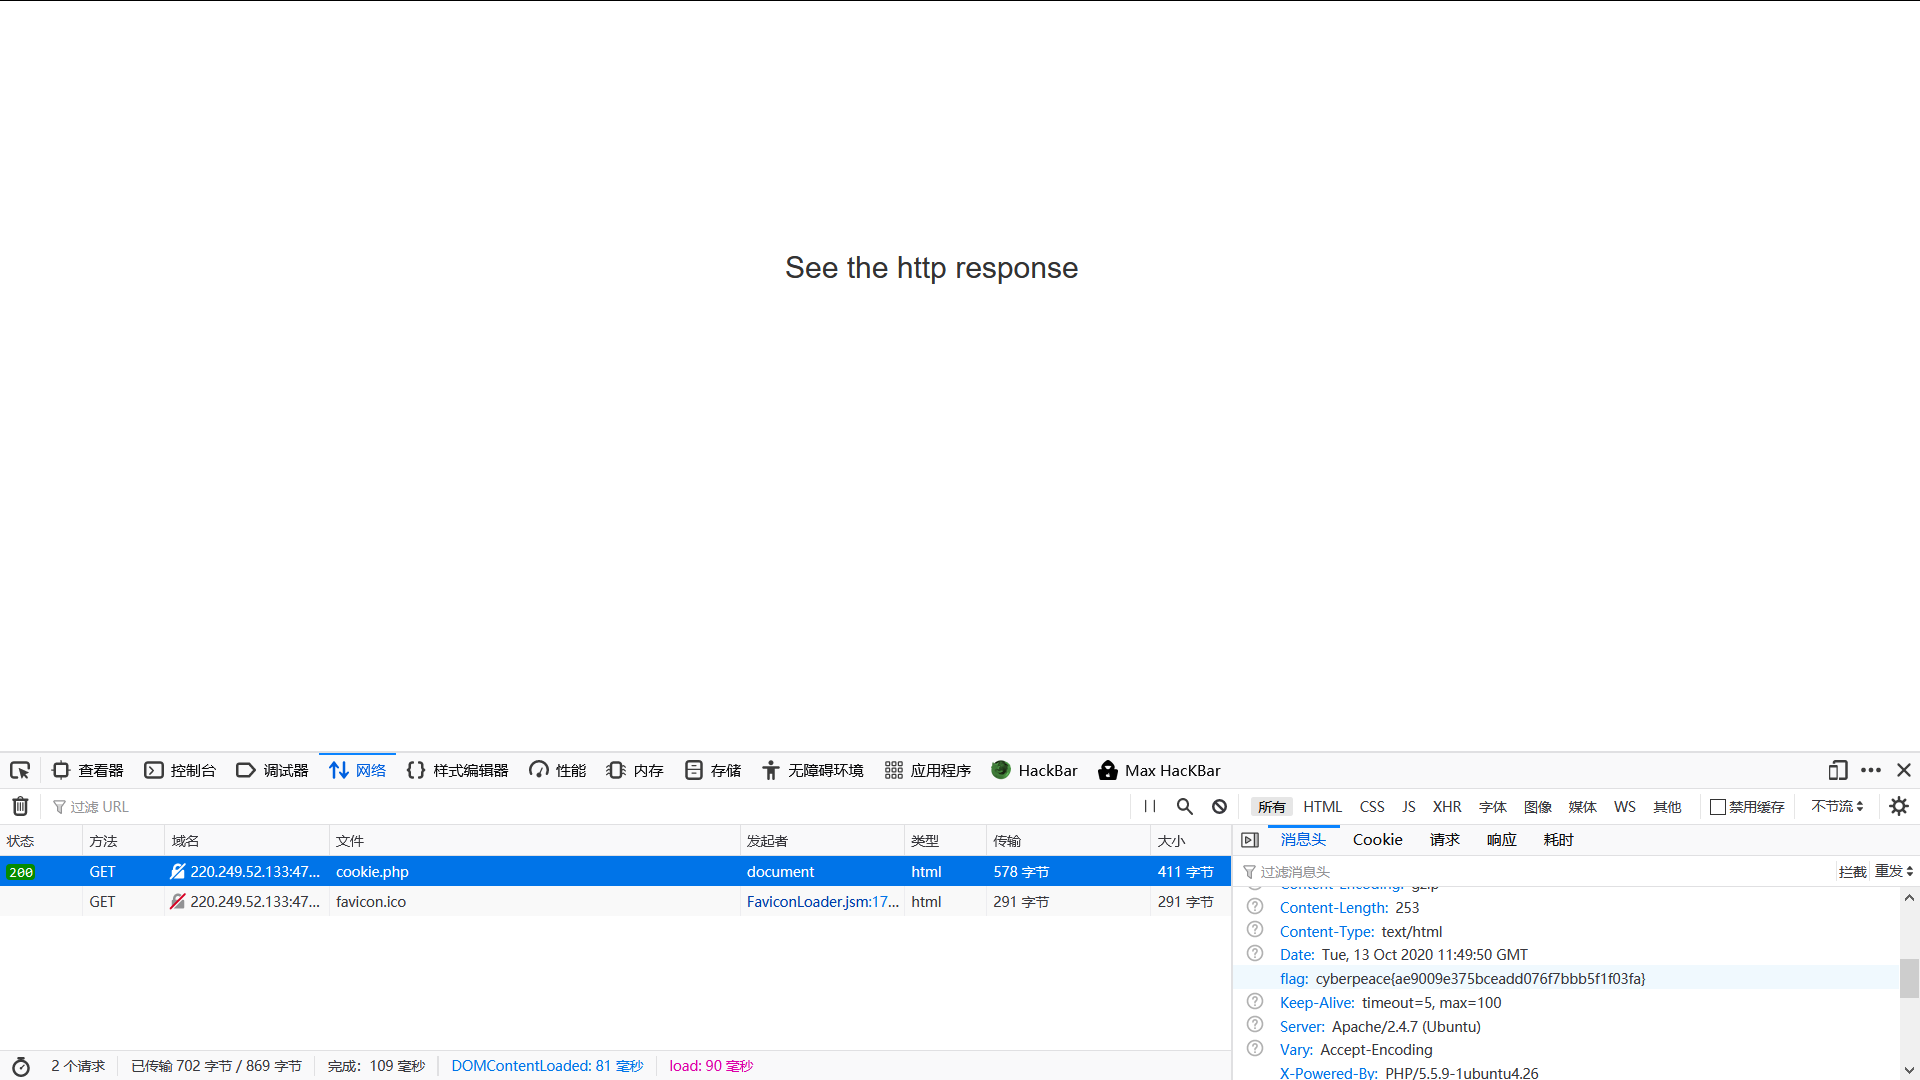 See the http response
查看器 控制台 调试器 网络 样式编辑器 性能 内存 存储 无障碍环境 应用程序 HackBar Max HacKBar
过滤 URL 所有 HTML CSS JS XHR 字体 图像 媒体 WS 其他 禁用缓存 不节流
状态 方法 域名 文件 发起者 类型 传输 大小
200 GET 220.249.52.133:47... cookie.php document html 578 字节 411 字节
GET 220.249.52.133:47... favicon.ico FaviconLoader.jsm:17... html 291 字节 291 字节
消息头 Cookie 请求 响应 耗时
过滤消息头 拦截 重发
Content-Encoding: gzip
Content-Length: 253
Content-Type: text/html
Date: Tue, 13 Oct 2020 11:49:50 GMT
flag: cyberpeace{ae9009e375bceadd076f7bbb5f1f03fa}
Keep-Alive: timeout=5, max=100
Server: Apache/2.4.7 (Ubuntu)
Vary: Accept-Encoding
X-Powered-By: PHP/5.5.9-1ubuntu4.26
2 个请求 已传输 702 字节 / 869 字节 完成：109 毫秒 DOMContentLoaded: 81 毫秒 load: 90 毫秒